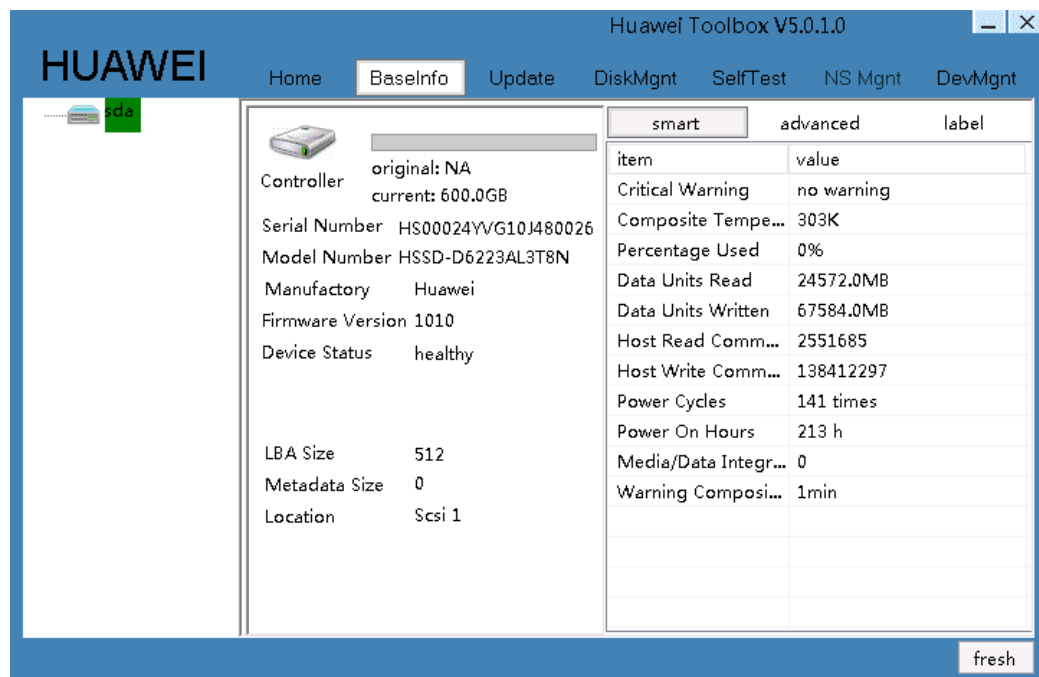 Huawei Toolbox V5.0.1.0
HUAWEI
Home BaseInfo Update DiskMgnt SelfTest NS Mgnt DevMgnt
sda
Controller
original: NA
current: 600.0GB
Serial Number HS00024YVG10J480026
Model Number HSSD-D6223AL3T8N
Manufactory Huawei
Firmware Version 1010
Device Status healthy
LBA Size 512
Metadata Size 0
Location Scsi 1
smart advanced label
item value
Critical Warning no warning
Composite Tempe... 303K
Percentage Used 0%
Data Units Read 24572.0MB
Data Units Written 67584.0MB
Host Read Comm... 2551685
Host Write Comm... 138412297
Power Cycles 141 times
Power On Hours 213 h
Media/Data Integr... 0
Warning Composi... 1min
fresh